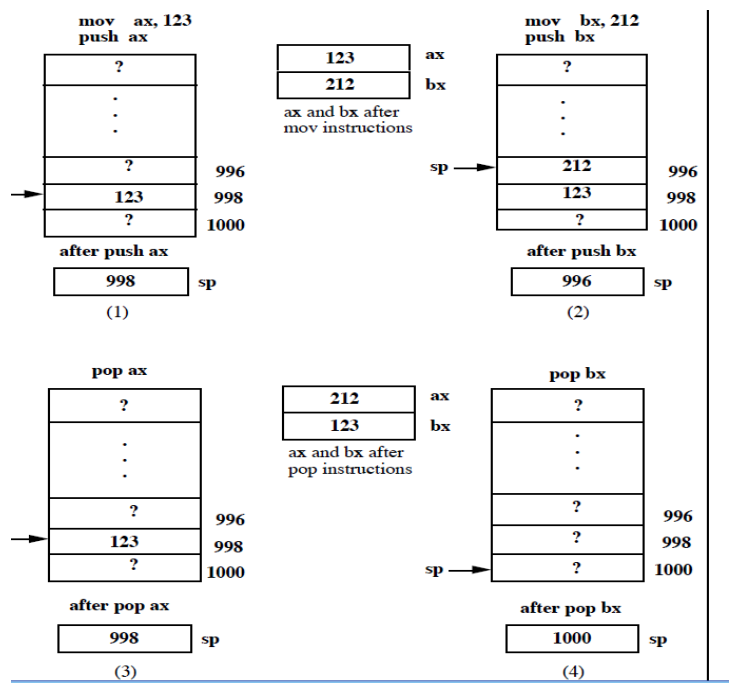 mov ax, 123
push ax
?
.
.
.
?
996
123
998
?
1000
after push ax
998
sp
(1)
123
ax
212
bx
ax and bx after
mov instructions
mov bx, 212
push bx
?
.
.
.
sp
212
996
123
998
?
1000
after push bx
996
sp
(2)
pop ax
?
.
.
.
?
996
123
998
?
1000
after pop ax
998
sp
(3)
212
ax
123
bx
ax and bx after
pop instructions
pop bx
?
.
.
.
?
996
?
998
sp
?
1000
after pop bx
1000
sp
(4)